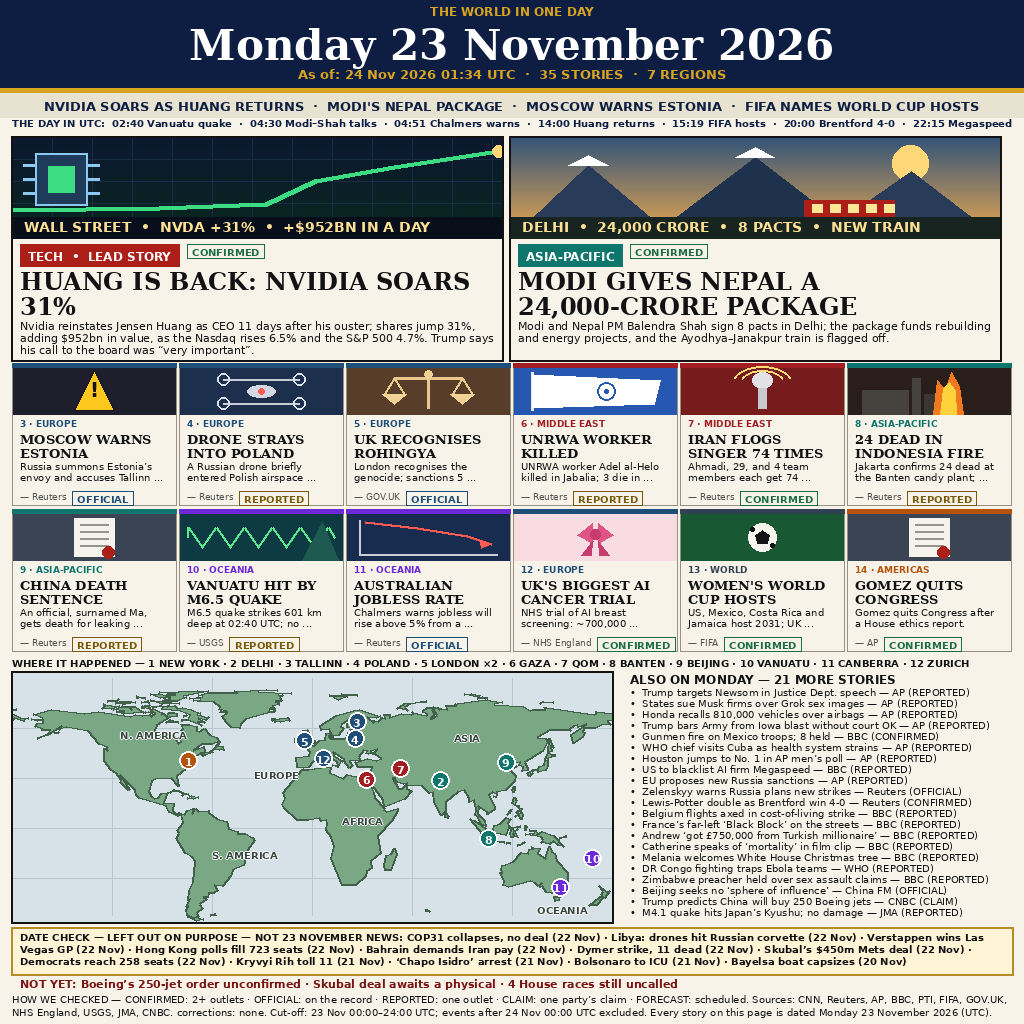 THE WORLD IN ONE DAY
Monday 23 November 2026
As of: 24 Nov 2026 01:34 UTC · 35 STORIES · 7 REGIONS
NVIDIA SOARS AS HUANG RETURNS · MODI'S NEPAL PACKAGE · MOSCOW WARNS ESTONIA · FIFA NAMES WORLD CUP HOSTS
THE DAY IN UTC: 02:40 Vanuatu quake · 04:30 Modi–Shah talks · 04:51 Chalmers warns · 14:00 Huang returns · 15:19 FIFA hosts · 20:00 Brentford 4-0 · 22:15 Megaspeed
WALL STREET • NVDA +31% • +$952BN IN A DAY
TECH • LEAD STORY
CONFIRMED
HUANG IS BACK: NVIDIA SOARS
31%
Nvidia reinstates Jensen Huang as CEO 11 days after his ouster; shares jump 31%,
adding $952bn in value, as the Nasdaq rises 6.5% and the S&P 500 4.7%. Trump says
his call to the board was “very important”.
DELHI • 24,000 CRORE • 8 PACTS • NEW TRAIN
ASIA-PACIFIC
CONFIRMED
MODI GIVES NEPAL A
24,000-CRORE PACKAGE
Modi and Nepal PM Balendra Shah sign 8 pacts in Delhi; the package funds rebuilding
and energy projects, and the Ayodhya–Janakpur train is flagged off.
!
3 · EUROPE
MOSCOW WARNS
ESTONIA
Russia summons Estonia’s
envoy and accuses Tallinn ...
— Reuters
OFFICIAL
4 · EUROPE
DRONE STRAYS
INTO POLAND
A Russian drone briefly
entered Polish airspace ...
— Reuters
REPORTED
5 · EUROPE
UK RECOGNISES
ROHINGYA
London recognises the
genocide; sanctions 5 ...
— GOV.UK
OFFICIAL
6 · MIDDLE EAST
UNRWA WORKER
KILLED
UNRWA worker Adel al-Helo
killed in Jabalia; 3 die in ...
— Reuters
REPORTED
7 · MIDDLE EAST
IRAN FLOGS
SINGER 74 TIMES
Ahmadi, 29, and 4 team
members each get 74 ...
— Reuters
CONFIRMED
8 · ASIA-PACIFIC
24 DEAD IN
INDONESIA FIRE
Jakarta confirms 24 dead at
the Banten candy plant; ...
— Reuters
REPORTED
9 · ASIA-PACIFIC
CHINA DEATH
SENTENCE
An official, surnamed Ma,
gets death for leaking ...
— Reuters
REPORTED
10 · OCEANIA
VANUATU HIT BY
M6.5 QUAKE
M6.5 quake strikes 601 km
deep at 02:40 UTC; no ...
— USGS
REPORTED
11 · OCEANIA
AUSTRALIAN
JOBLESS RATE
Chalmers warns jobless will
rise above 5% from a ...
— Reuters
OFFICIAL
12 · EUROPE
UK'S BIGGEST AI
CANCER TRIAL
NHS trial of AI breast
screening: ~700,000 ...
— NHS England
CONFIRMED
13 · WORLD
WOMEN'S WORLD
CUP HOSTS
US, Mexico, Costa Rica and
Jamaica host 2031; UK ...
— FIFA
CONFIRMED
14 · AMERICAS
GOMEZ QUITS
CONGRESS
Gomez quits Congress after
a House ethics report.
— AP
CONFIRMED
WHERE IT HAPPENED — 1 NEW YORK · 2 DELHI · 3 TALLINN · 4 POLAND · 5 LONDON ×2 · 6 GAZA · 7 QOM · 8 BANTEN · 9 BEIJING · 10 VANUATU · 11 CANBERRA · 12 ZURICH
N. AMERICA
EUROPE
ASIA
AFRICA
S. AMERICA
OCEANIA
1
2
3
4
5
6
7
8
9
10
11
12
ALSO ON MONDAY — 21 MORE STORIES
• Trump targets Newsom in Justice Dept. speech — AP (REPORTED)
• States sue Musk firms over Grok sex images — AP (REPORTED)
• Honda recalls 810,000 vehicles over airbags — AP (REPORTED)
• Trump bars Army from Iowa blast without court OK — AP (REPORTED)
• Gunmen fire on Mexico troops; 8 held — BBC (CONFIRMED)
• WHO chief visits Cuba as health system strains — AP (REPORTED)
• Houston jumps to No. 1 in AP men’s poll — AP (REPORTED)
• US to blacklist AI firm Megaspeed — BBC (REPORTED)
• EU proposes new Russia sanctions — AP (REPORTED)
• Zelenskyy warns Russia plans new strikes — Reuters (OFFICIAL)
• Lewis-Potter double as Brentford win 4-0 — Reuters (CONFIRMED)
• Belgium flights axed in cost-of-living strike — BBC (REPORTED)
• France’s far-left ‘Black Block’ on the streets — BBC (REPORTED)
• Andrew ‘got £750,000 from Turkish millionaire’ — BBC (REPORTED)
• Catherine speaks of ‘mortality’ in film clip — BBC (REPORTED)
• Melania welcomes White House Christmas tree — BBC (REPORTED)
• DR Congo fighting traps Ebola teams — WHO (REPORTED)
• Zimbabwe preacher held over sex assault claims — BBC (REPORTED)
• Beijing seeks no ‘sphere of influence’ — China FM (OFFICIAL)
• Trump predicts China will buy 250 Boeing jets — CNBC (CLAIM)
• M4.1 quake hits Japan’s Kyushu; no damage — JMA (REPORTED)
DATE CHECK — LEFT OUT ON PURPOSE — NOT 23 NOVEMBER NEWS: COP31 collapses, no deal (22 Nov) · Libya: drones hit Russian corvette (22 Nov) · Verstappen wins Las
Vegas GP (22 Nov) · Hong Kong polls fill 723 seats (22 Nov) · Bahrain demands Iran pay (22 Nov) · Dymer strike, 11 dead (22 Nov) · Skubal’s $450m Mets deal (22 Nov) ·
Democrats reach 258 seats (22 Nov) · Kryvyi Rih toll 11 (21 Nov) · ‘Chapo Isidro’ arrest (21 Nov) · Bolsonaro to ICU (21 Nov) · Bayelsa boat capsizes (20 Nov)
NOT YET: Boeing’s 250-jet order unconfirmed · Skubal deal awaits a physical · 4 House races still uncalled
HOW WE CHECKED — CONFIRMED: 2+ outlets · OFFICIAL: on the record · REPORTED: one outlet · CLAIM: one party’s claim · FORECAST: scheduled. Sources: CNN, Reuters, AP, BBC, PTI, FIFA, GOV.UK,
NHS England, USGS, JMA, CNBC. corrections: none. Cut-off: 23 Nov 00:00–24:00 UTC; events after 24 Nov 00:00 UTC excluded. Every story on this page is dated Monday 23 November 2026 (UTC).